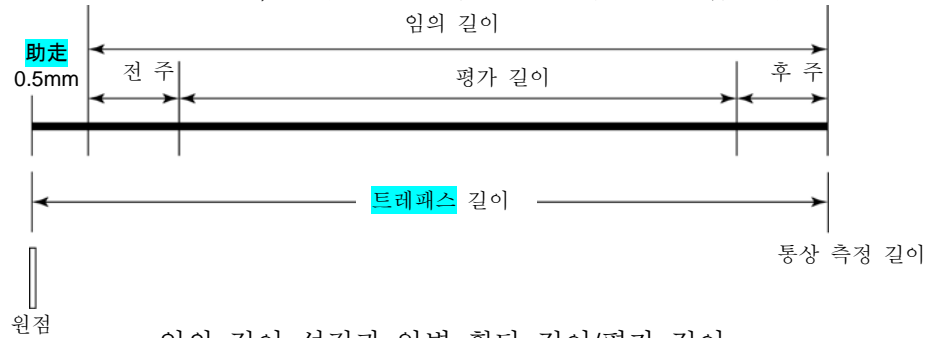 임의 길이
助走
0.5mm
전 주
평가 길이
후 주
트레패스 길이
통상 측정 길이
원점